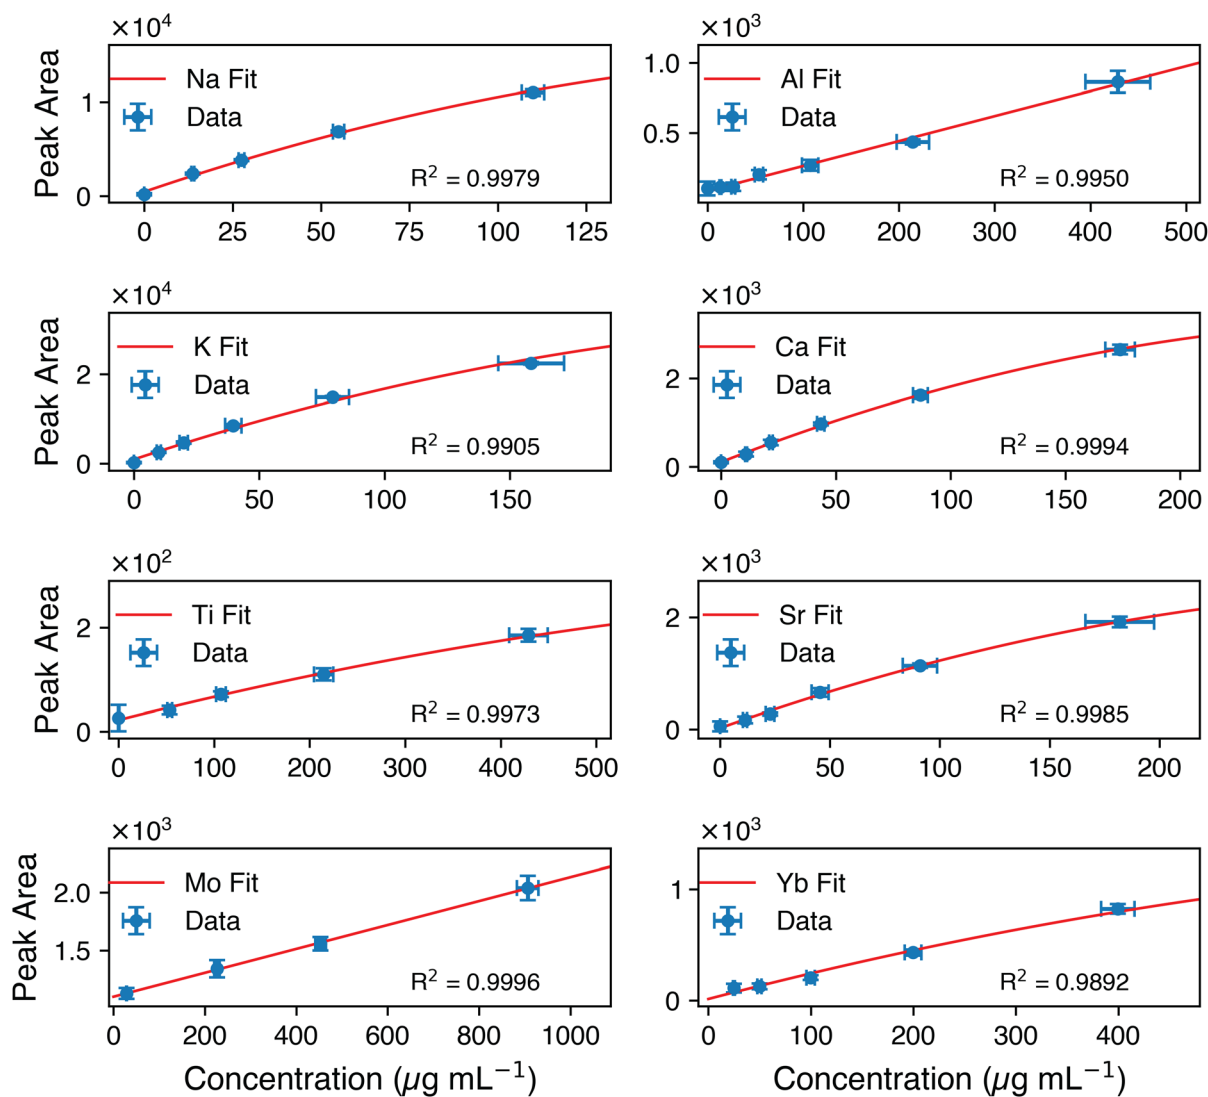 ×10⁴
Peak Area
Na Fit
Data
R² = 0.9979
1
0
0 25 50 75 100 125
×10³
Al Fit
Data
R² = 0.9950
1.0
0.5
0 100 200 300 400 500
×10⁴
Peak Area
K Fit
Data
R² = 0.9905
2
0
0 50 100 150
×10³
Ca Fit
Data
R² = 0.9994
2
0
0 50 100 150 200
×10²
Peak Area
Ti Fit
Data
R² = 0.9973
2
0
0 100 200 300 400 500
×10³
Sr Fit
Data
R² = 0.9985
2
0
0 50 100 150 200
×10³
Peak Area
Mo Fit
Data
R² = 0.9996
2.0
1.5
0 200 400 600 800 1000
Concentration (μg mL⁻¹)
×10³
Yb Fit
Data
R² = 0.9892
1
0
0 100 200 300 400
Concentration (μg mL⁻¹)